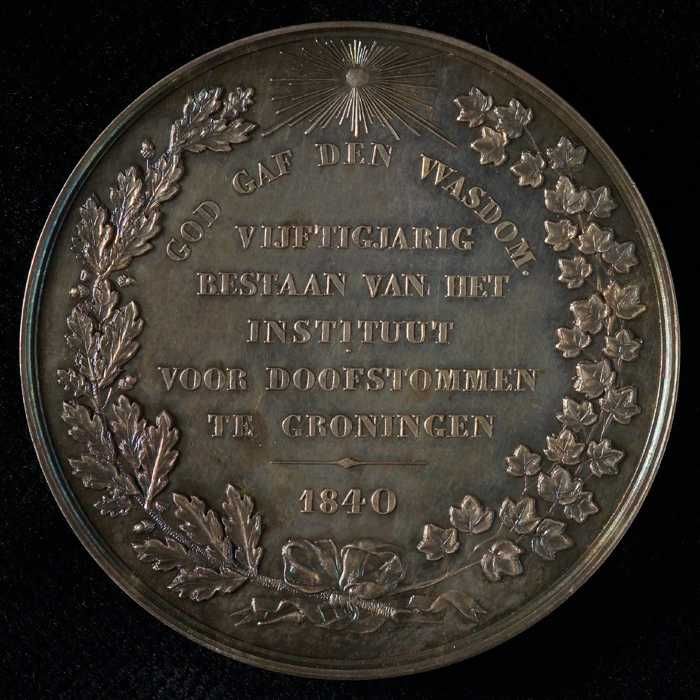 GOD GAF DEN WASDOM.
VIJFTIGJARIG
BESTAAN VAN HET
INSTITUUT
VOOR DOOFSTOMMEN
TE GRONINGEN
1840